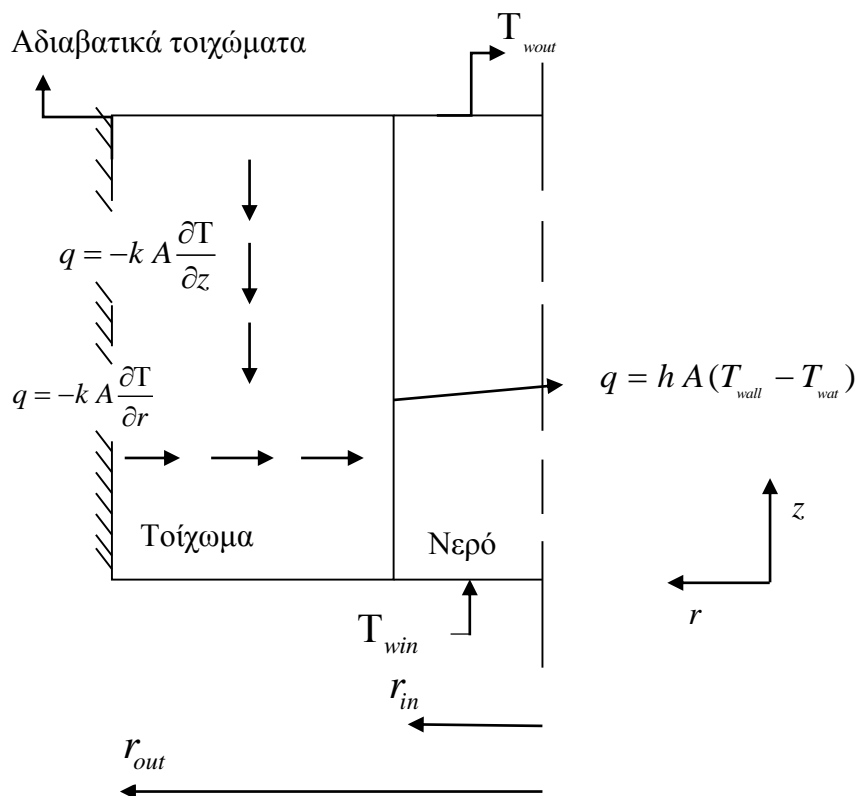 Αδιαβατικά τοιχώματα
T_wout
q = -k A ∂T/∂z
q = h A (T_wall - T_wat)
q = -k A ∂T/∂r
Τοίχωμα
Νερό
z
r
T_win
r_in
r_out